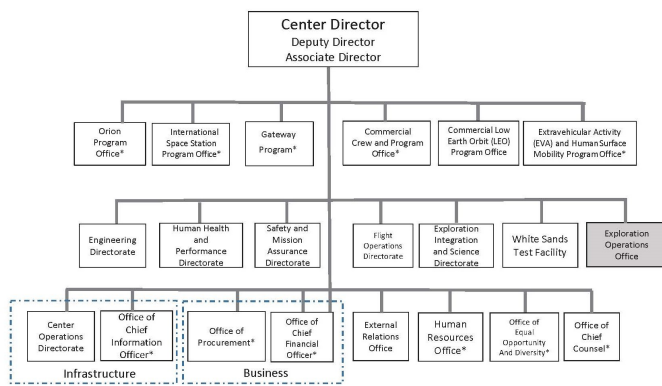 Center Director
Deputy Director
Associate Director
Orion
Program
Office*
International
Space Station
Program Office*
Gateway
Program*
Commercial
Crew and Program
Office*
Commercial Low
Earth Orbit (LEO)
Program Office
Extravehicular Activity
(EVA) and Human Surface
Mobility Program Office*
Engineering
Directorate
Human Health
and
Performance
Directorate
Safety and
Mission
Assurance
Directorate
Flight
Operations
Directorate
Exploration
Integration
and Science
Directorate
White Sands
Test Facility
Exploration
Operations
Office
Center
Operations
Directorate
Office of
Chief
Information
Officer*
Office of
Procurement*
Office of
Chief
Financial
Officer*
External
Relations
Office
Human
Resources
Office*
Office of
Equal
Opportunity
And Diversity*
Office of
Chief
Counsel*
Infrastructure
Business